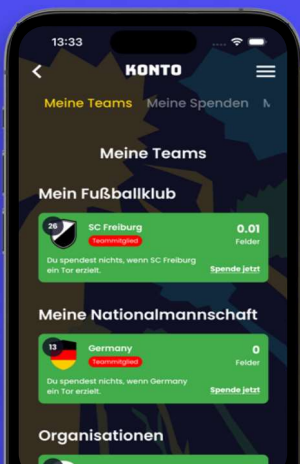 13:33
KONTO
Meine Teams Meine Spenden
Meine Teams
Mein Fußballklub
26
SC Freiburg
0.01
Teammitglied
Felder
Du spendest nichts, wenn SC Freiburg
ein Tor erzielt.
Spende jetzt
Meine Nationalmannschaft
13
Germany
0
Teammitglied
Felder
Du spendest nichts, wenn Germany
ein Tor erzielt.
Spende jetzt
Organisationen